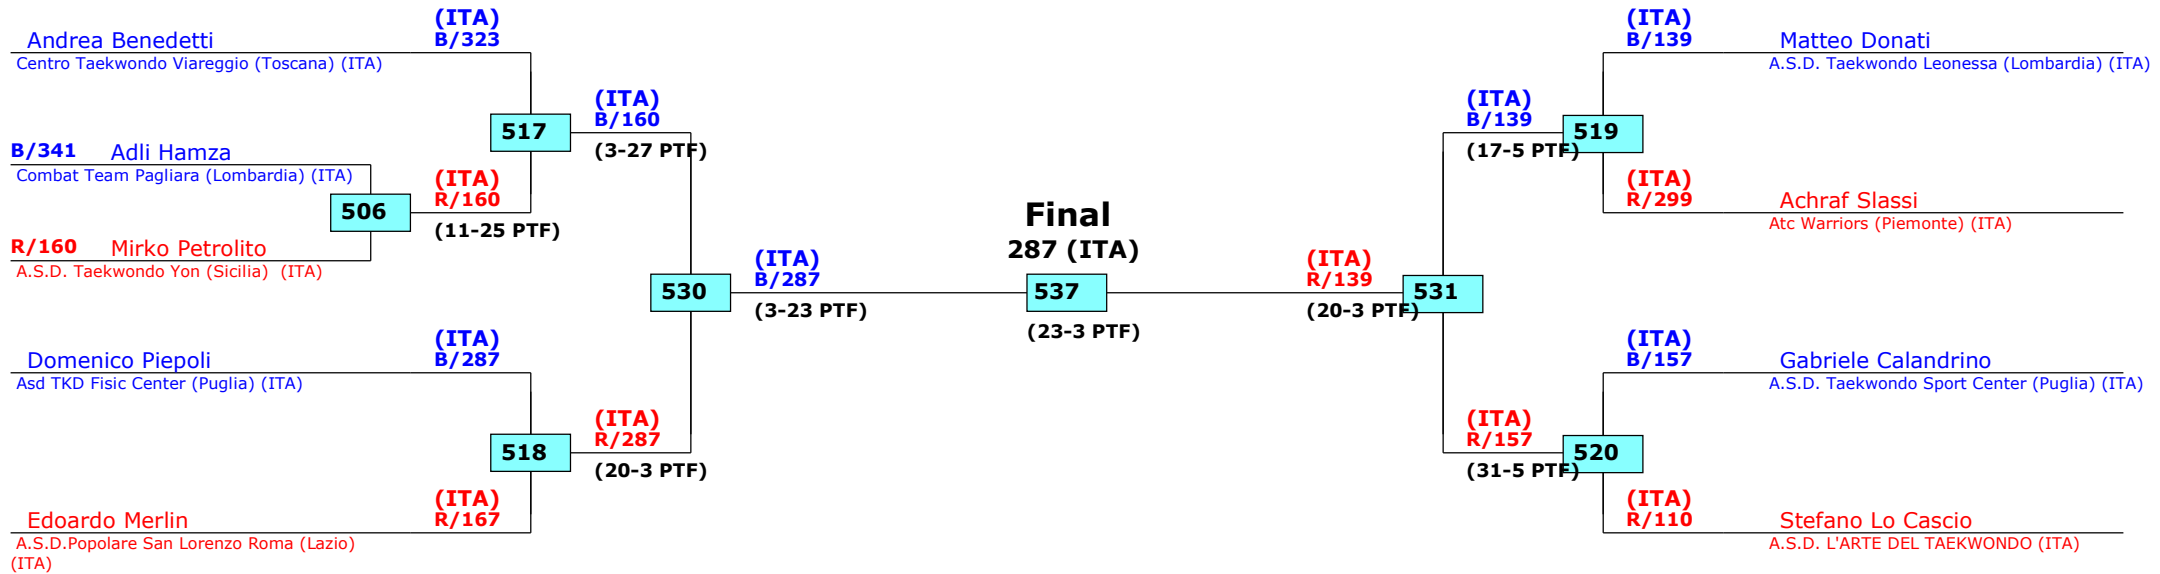 (ITA)
B/323
Andrea Benedetti
Centro Taekwondo Viareggio (Toscana) (ITA)
517
(ITA)
B/160
(3-27 PTF)
B/341 Adli Hamza
Combat Team Pagliara (Lombardia) (ITA)
506
(ITA)
R/160
(11-25 PTF)
R/160 Mirko Petrolito
A.S.D. Taekwondo Yon (Sicilia) (ITA)
530
(ITA)
B/287
(3-23 PTF)
(ITA)
B/287
Domenico Piepoli
Asd TKD Fisic Center (Puglia) (ITA)
518
(ITA)
R/287
(20-3 PTF)
(ITA)
R/167
Edoardo Merlin
A.S.D.Popolare San Lorenzo Roma (Lazio)
(ITA)
Final
287 (ITA)
537
(23-3 PTF)
(ITA)
R/139
(20-3 PTF)
531
(ITA)
B/139
(17-5 PTF)
519
(ITA)
B/139
Matteo Donati
A.S.D. Taekwondo Leonessa (Lombardia) (ITA)
(ITA)
R/299
Achraf Slassi
Atc Warriors (Piemonte) (ITA)
(ITA)
R/157
(31-5 PTF)
520
(ITA)
B/157
Gabriele Calandrino
A.S.D. Taekwondo Sport Center (Puglia) (ITA)
(ITA)
R/110
Stefano Lo Cascio
A.S.D. L'ARTE DEL TAEKWONDO (ITA)